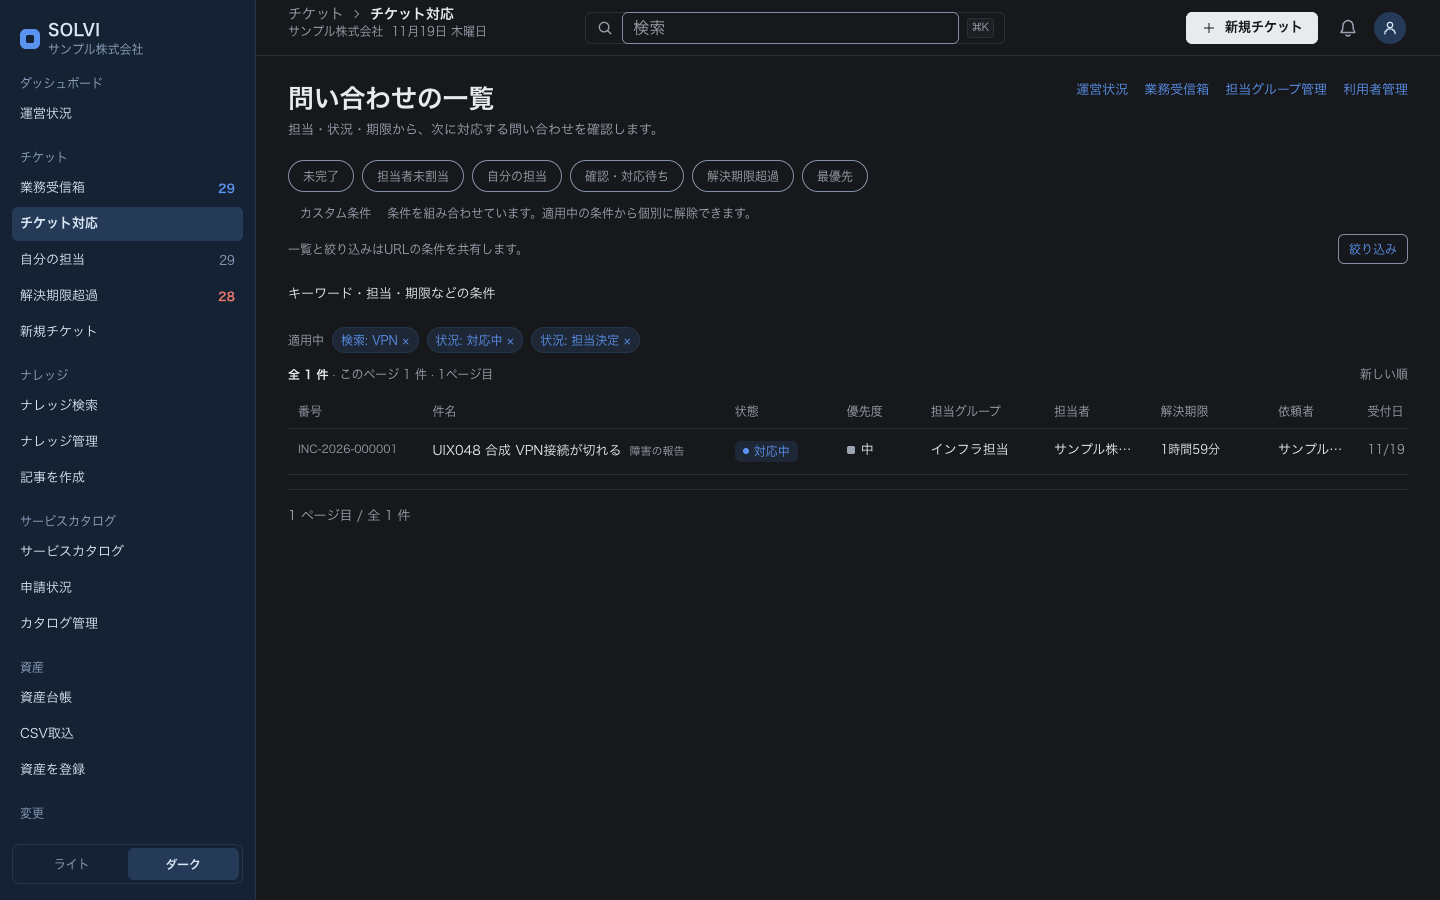 SOLVI
サンプル株式会社
ダッシュボード
運営状況
チケット
業務受信箱 29
チケット対応
自分の担当 29
解決期限超過 28
新規チケット
ナレッジ
ナレッジ検索
ナレッジ管理
記事を作成
サービスカタログ
サービスカタログ
申請状況
カタログ管理
資産
資産台帳
CSV取込
資産を登録
変更
ライト ダーク
チケット > チケット対応
サンプル株式会社 11月19日 木曜日
検索 ⌘K
+ 新規チケット
問い合わせの一覧
運営状況 業務受信箱 担当グループ管理 利用者管理
担当・状況・期限から、次に対応する問い合わせを確認します。
未完了 担当者未割当 自分の担当 確認・対応待ち 解決期限超過 最優先
カスタム条件 条件を組み合わせています。適用中の条件から個別に解除できます。
一覧と絞り込みはURLの条件を共有します。 絞り込み
キーワード・担当・期限などの条件
適用中 検索: VPN × 状況: 対応中 × 状況: 担当決定 ×
全 1 件 · このページ 1 件 · 1ページ目 新しい順
番号 件名 状態 優先度 担当グループ 担当者 解決期限 依頼者 受付日
INC-2026-000001 UIX048 合成 VPN接続が切れる 障害の報告 対応中 中 インフラ担当 サンプル株… 1時間59分 サンプル… 11/19
1 ページ目 / 全 1 件